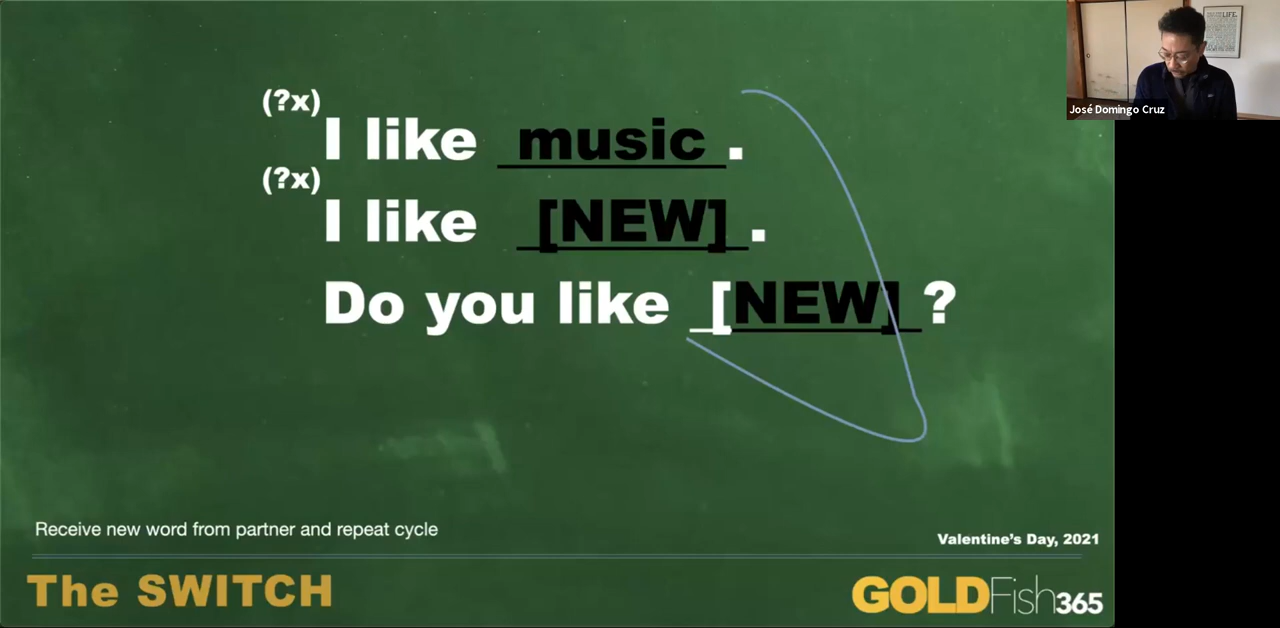 (?x)
I like music .
(?x)
I like [NEW] .
Do you like [NEW] ?
Receive new word from partner and repeat cycle
Valentine's Day, 2021
The SWITCH
GOLDFish365
José Domingo Cruz
LIFE.